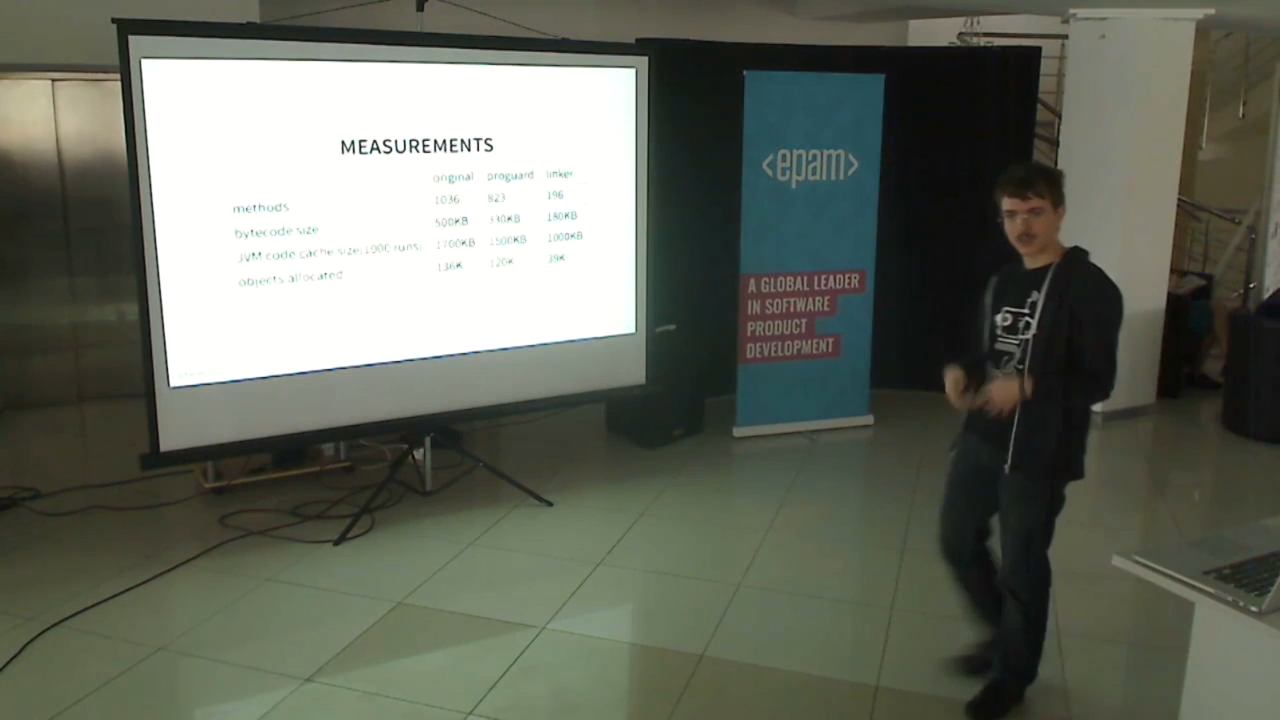 MEASUREMENTS
original proguard linker
methods 1036 823 196
bytecode size 500KB 330KB 180KB
JVM code cache size(1000 runs) 1700KB 1500KB 1000KB
objects allocated 136K 120K 39K
<epam>
A GLOBAL LEADER
IN SOFTWARE
PRODUCT
DEVELOPMENT